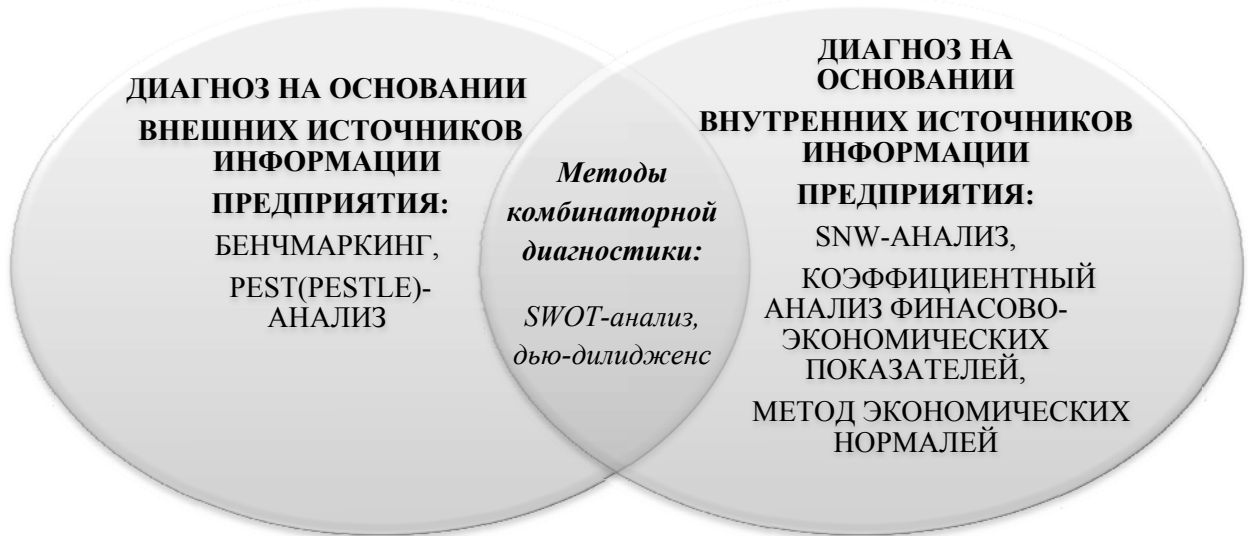 ДИАГНОЗ НА ОСНОВАНИИ
ВНЕШНИХ ИСТОЧНИКОВ
ИНФОРМАЦИИ
ПРЕДПРИЯТИЯ:
БЕНЧМАРКИНГ,
PEST(PESTLE)-
АНАЛИЗ
Методы
комбинаторной
диагностики:
SWOT-анализ,
дью-дилидженс
ДИАГНОЗ НА
ОСНОВАНИИ
ВНУТРЕННИХ ИСТОЧНИКОВ
ИНФОРМАЦИИ
ПРЕДПРИЯТИЯ:
SNW-АНАЛИЗ,
КОЭФФИЦИЕНТНЫЙ
АНАЛИЗ ФИНАСОВО-
ЭКОНОМИЧЕСКИХ
ПОКАЗАТЕЛЕЙ,
МЕТОД ЭКОНОМИЧЕСКИХ
НОРМАЛЕЙ